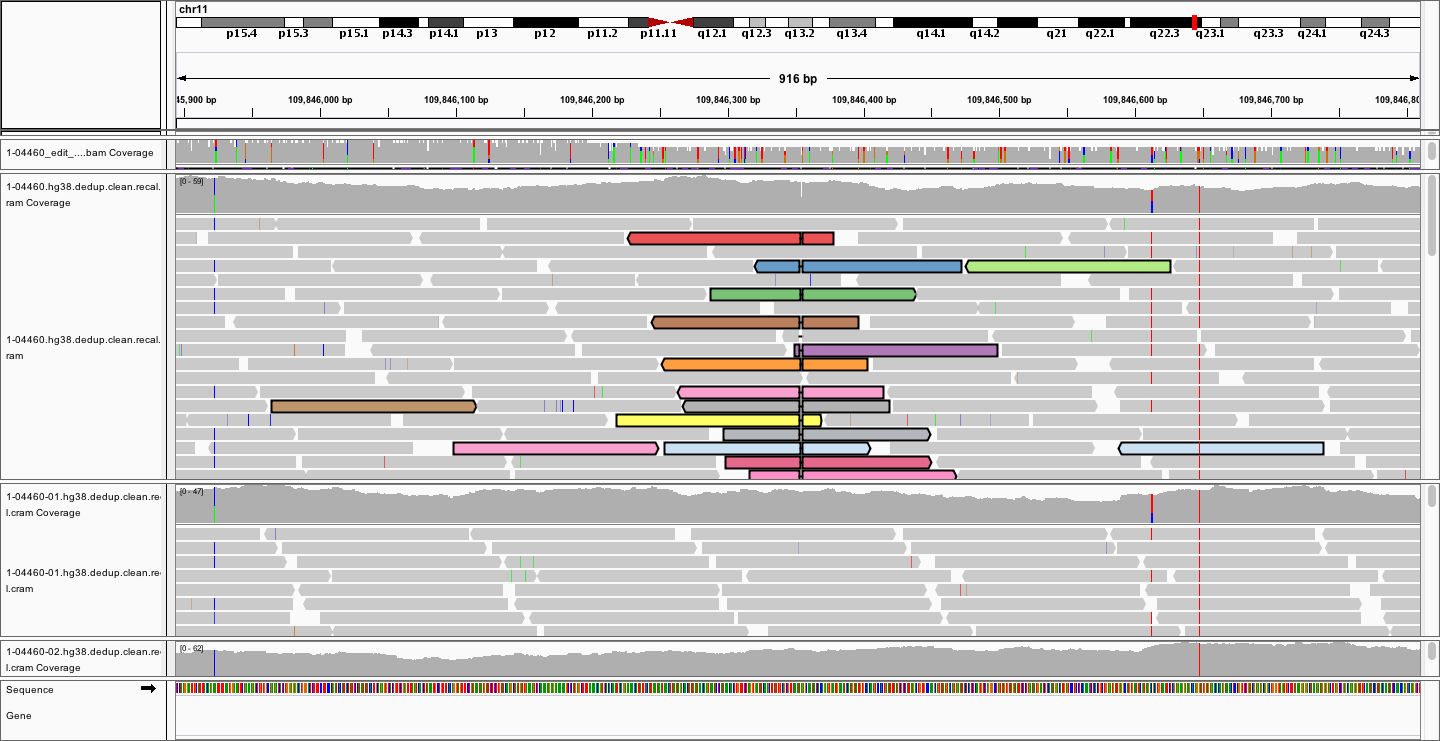 chr11
p15.4 p15.3 p15.1 p14.3 p14.1 p13 p12 p11.2 p11.11 q12.1 q12.3 q13.2 q13.4 q14.1 q14.2 q21 q22.1 q22.3 q23.1 q23.3 q24.1 q24.3
916 bp
45,900 bp 109,846,000 bp 109,846,100 bp 109,846,200 bp 109,846,300 bp 109,846,400 bp 109,846,500 bp 109,846,600 bp 109,846,700 bp 109,846,80
1-04460_edit_....bam Coverage
1-04460.hg38.dedup.clean.recal.
ram Coverage
[0 - 59]
1-04460.hg38.dedup.clean.recal.
ram
1-04460-01.hg38.dedup.clean.re
l.cram Coverage
[0 - 47]
1-04460-01.hg38.dedup.clean.re
l.cram
1-04460-02.hg38.dedup.clean.re
l.cram Coverage
[0 - 62]
Sequence
Gene